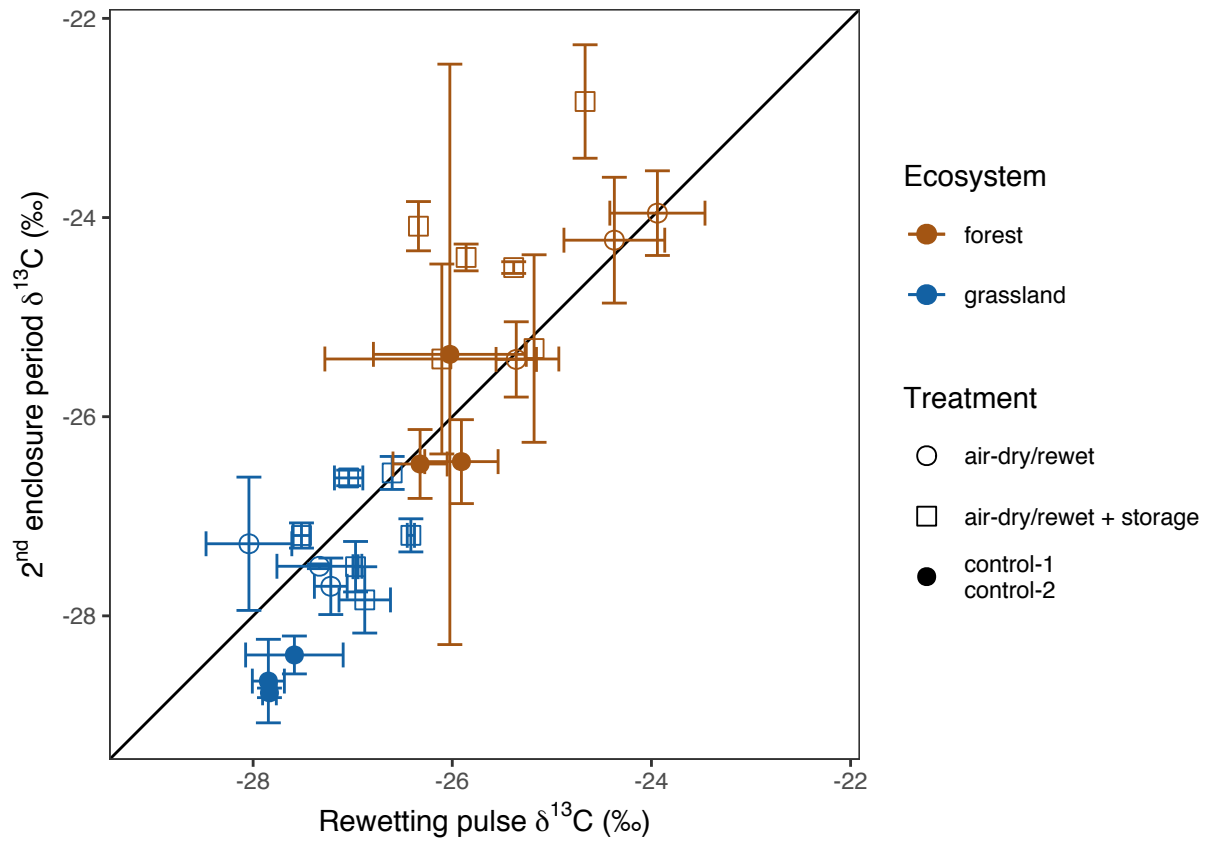 -22
-24
-26
-28
2nd enclosure period δ13C (‰)
-28
-26
-24
-22
Rewetting pulse δ13C (‰)
Ecosystem
forest
grassland
Treatment
air-dry/rewet
air-dry/rewet + storage
control-1
control-2